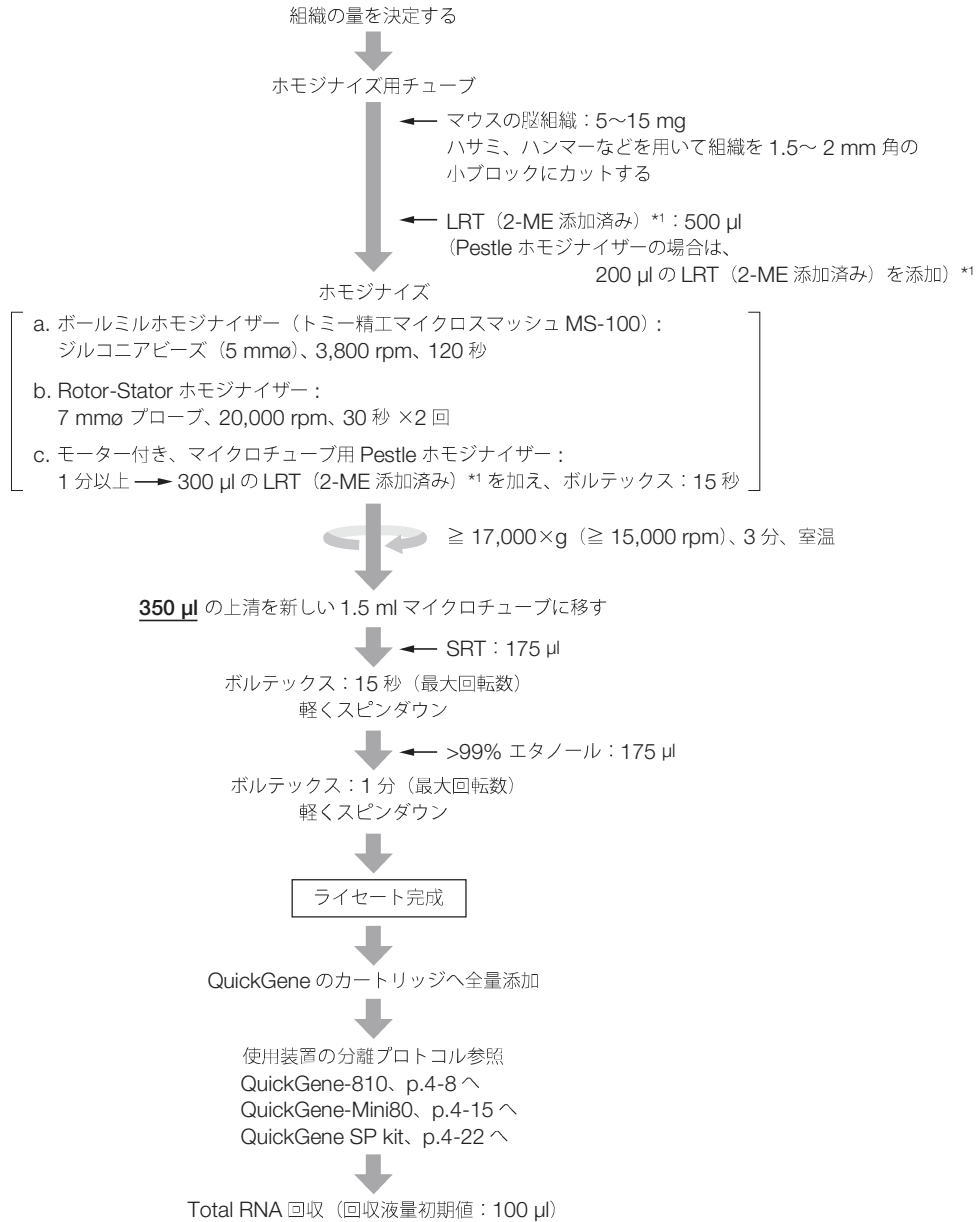 組織の量を決定する
ホモジナイズ用チューブ
マウスの脳組織：5〜15 mg
ハサミ、ハンマーなどを用いて組織を 1.5〜 2 mm 角の
小ブロックにカットする
LRT（2-ME 添加済み）*1：500 µl
（Pestle ホモジナイザーの場合は、
200 µl の LRT（2-ME 添加済み）を添加）*1
ホモジナイズ
a. ボールミルホモジナイザー（トミー精工マイクロスマッシュ MS-100）：
ジルコニアビーズ（5 mmø）、3,800 rpm、120 秒
b. Rotor-Stator ホモジナイザー：
7 mmø プローブ、20,000 rpm、30 秒 ×2 回
c. モーター付き、マイクロチューブ用 Pestle ホモジナイザー：
1 分以上 → 300 µl の LRT（2-ME 添加済み）*1 を加え、ボルテックス：15 秒
≧ 17,000×g（≧ 15,000 rpm）、3 分、室温
350 µl の上清を新しい 1.5 ml マイクロチューブに移す
SRT：175 µl
ボルテックス：15 秒（最大回転数）
軽くスピンダウン
>99% エタノール：175 µl
ボルテックス：1 分（最大回転数）
軽くスピンダウン
ライセート完成
QuickGene のカートリッジへ全量添加
使用装置の分離プロトコル参照
QuickGene-810、p.4-8 へ
QuickGene-Mini80、p.4-15 へ
QuickGene SP kit、p.4-22 へ
Total RNA 回収（回収液量初期値：100 µl）